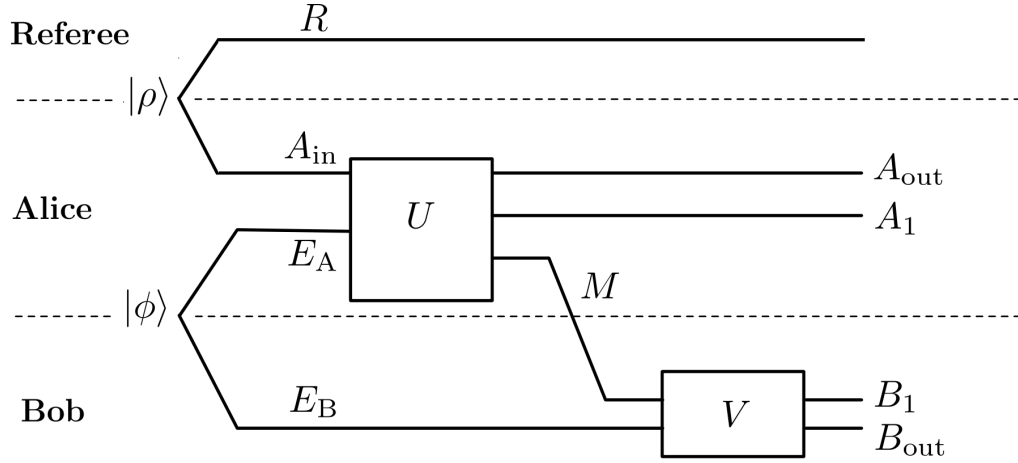 Referee
R
|ρ⟩
A_in
A_out
Alice
U
A_1
E_A
M
|ϕ⟩
E_B
B_1
Bob
V
B_out